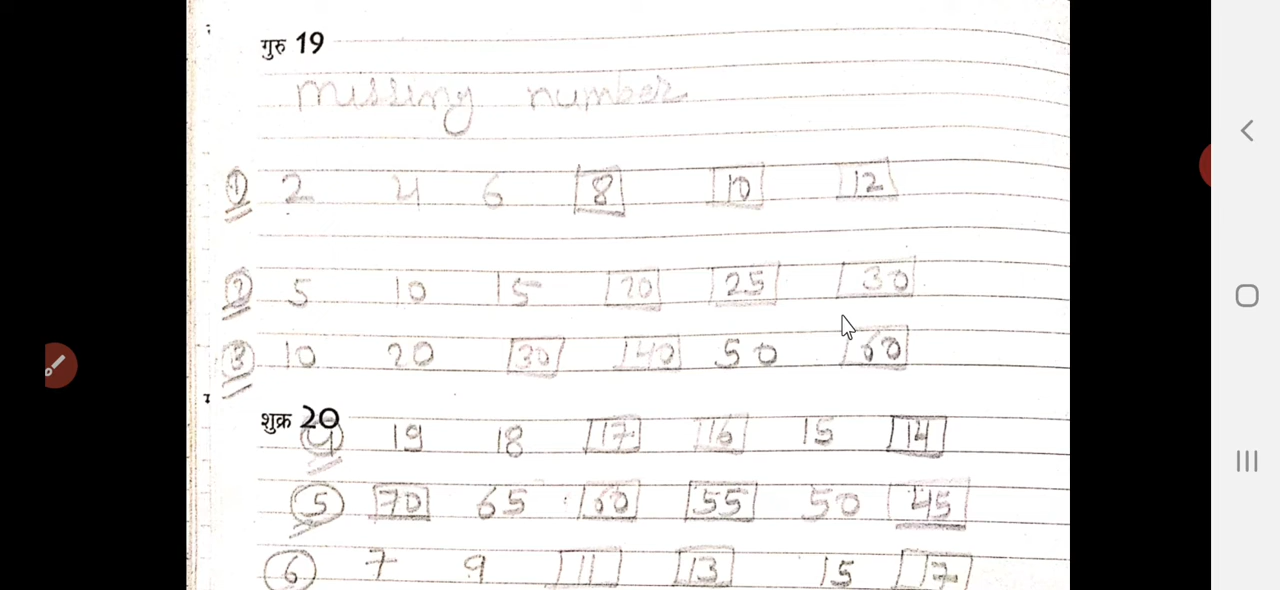 गुरु 19
missing number
① 2 4 6 8 10 12
② 5 10 15 20 25 30
③ 10 20 30 40 50 60
शुक्र 20
④ 19 18 17 16 15 14
⑤ 70 65 60 55 50 45
⑥ 7 9 11 13 15 17